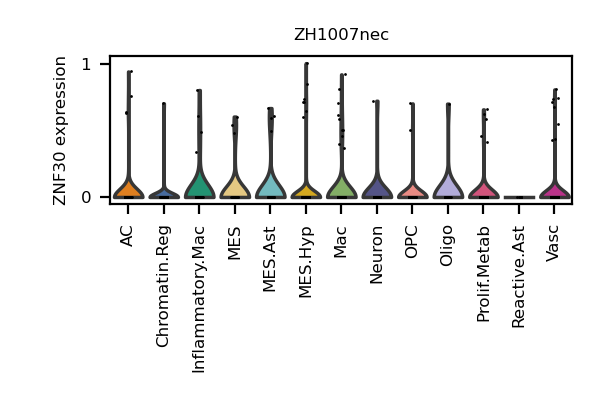 ZH1007nec
ZNF30 expression
1
0
AC
Chromatin.Reg
Inflammatory.Mac
MES
MES.Ast
MES.Hyp
Mac
Neuron
OPC
Oligo
Prolif.Metab
Reactive.Ast
Vasc